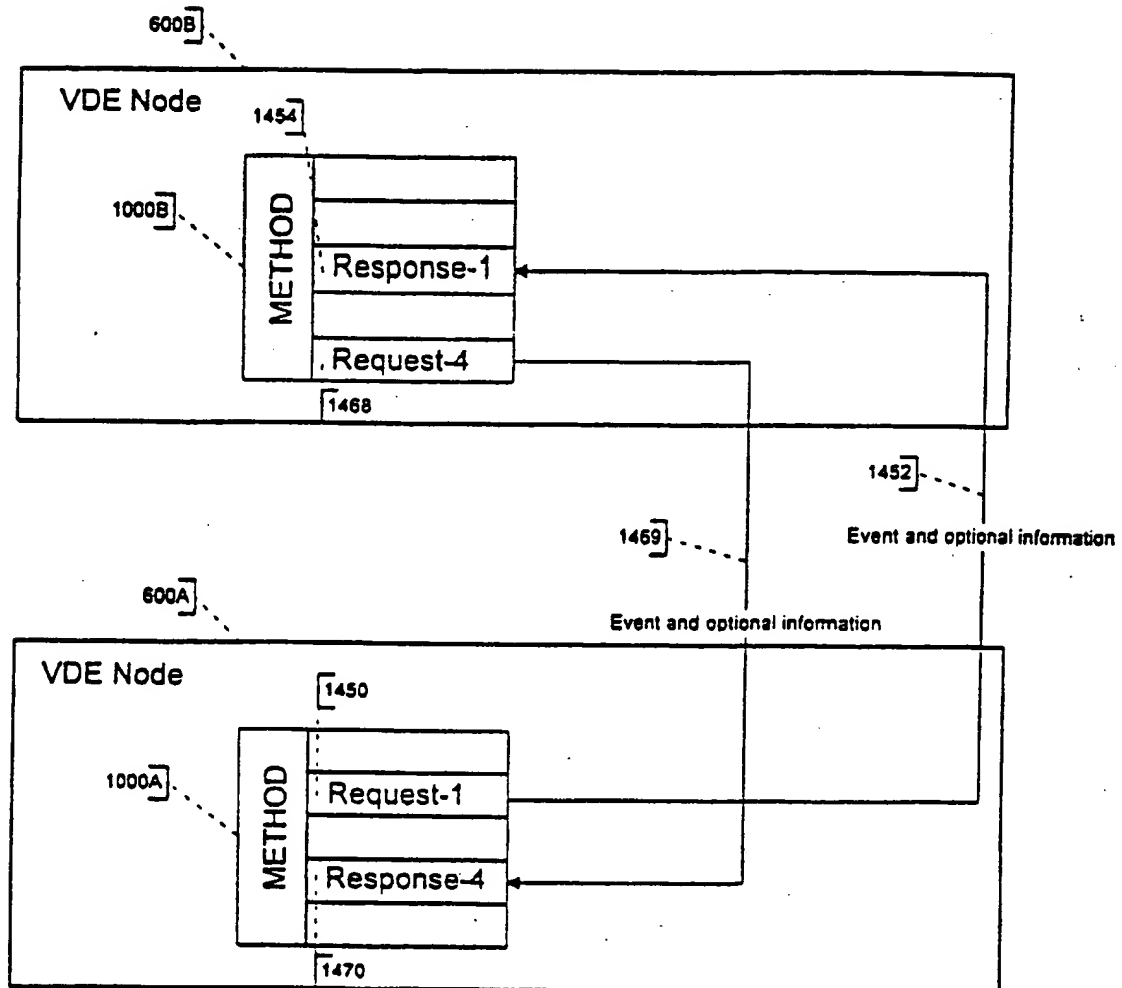 600B
VDE Node
1454
1000B
METHOD
Response-1
Request-4
1468
1452
Event and optional information
1469
Event and optional information
600A
VDE Node
1450
1000A
METHOD
Request-1
Response-4
1470